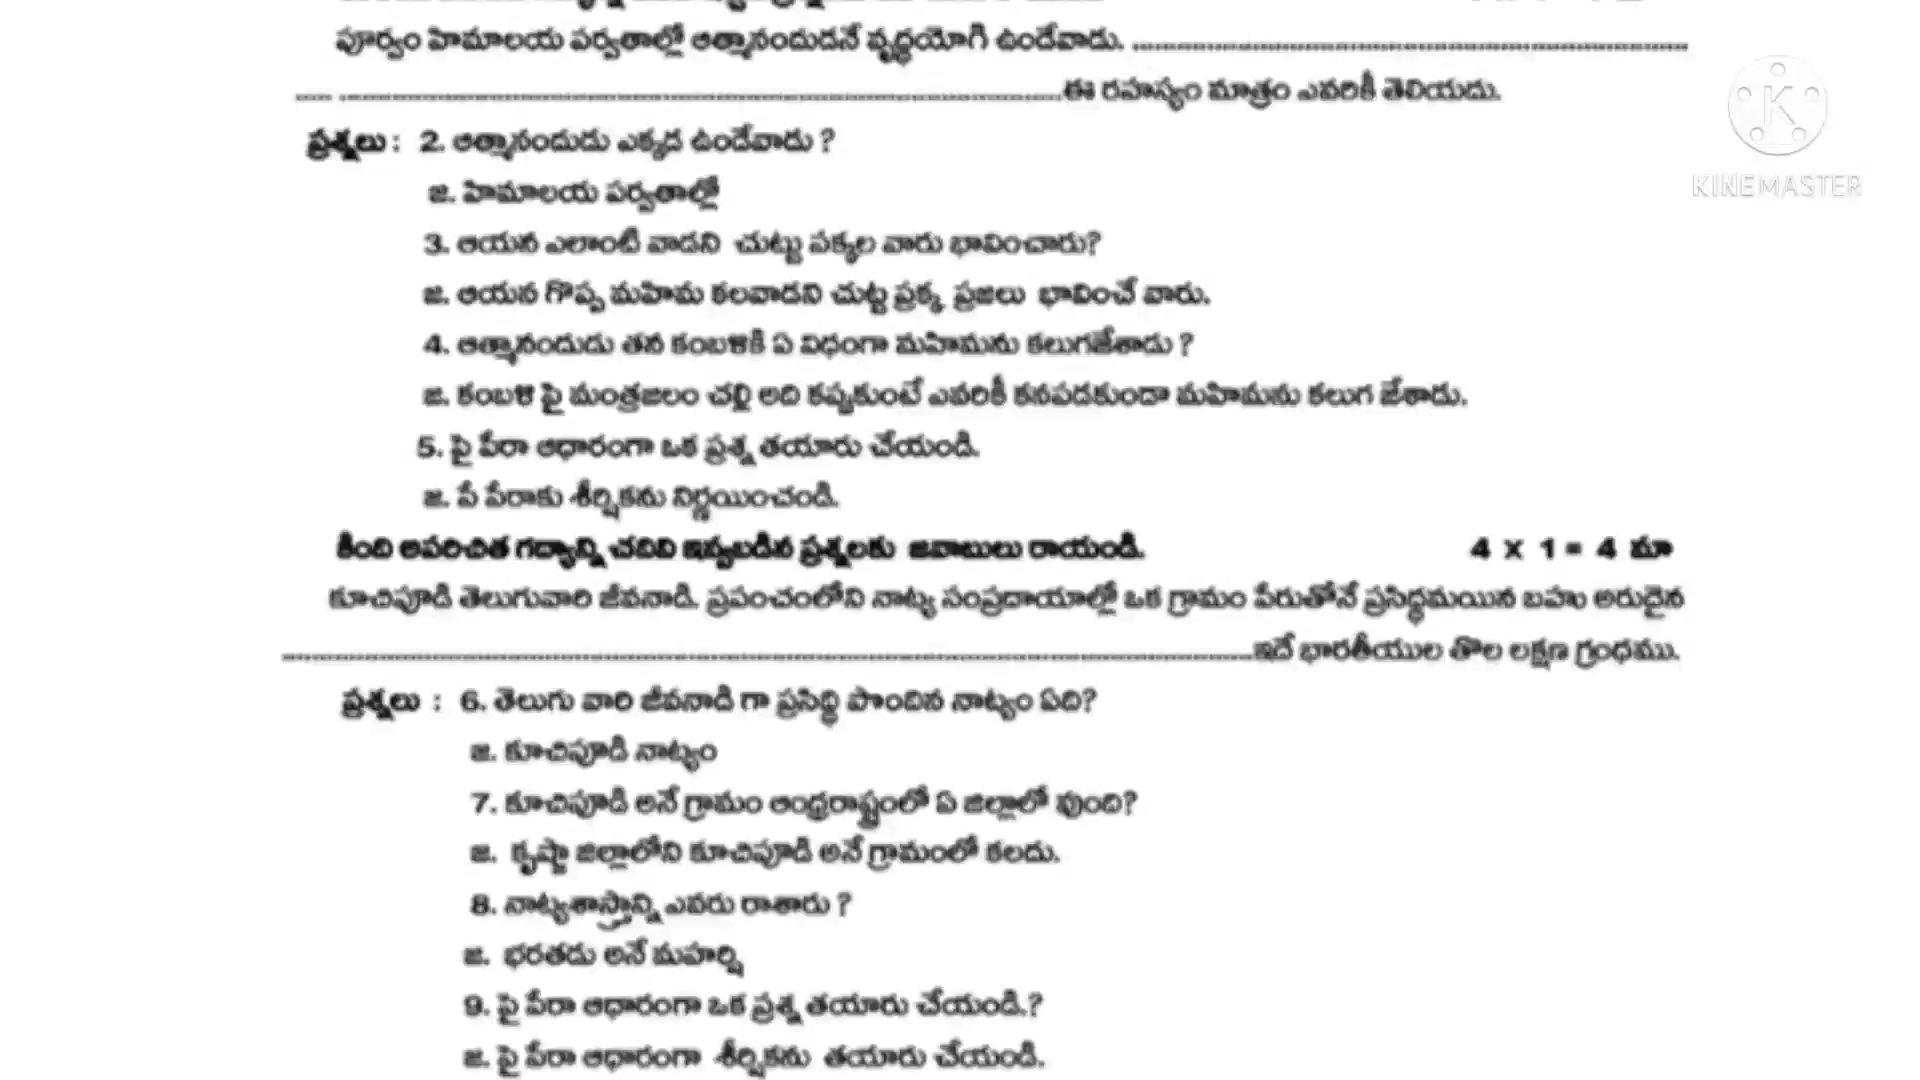 పూర్వం హిమాలయ పర్వతాల్లో ఆత్మానందుడనే వృద్ధయోగి ఉండేవాడు. ..........
.......... ఈ రహస్యం మాత్రం ఎవరికీ తెలియదు.
ప్రశ్నలు : 2. ఆత్మానందుడు ఎక్కడ ఉండేవాడు ?
జ. హిమాలయ పర్వతాల్లో
3. ఆయన ఎలాంటి వాడని చుట్టు పక్కల వారు భావించారు?
జ. ఆయన గొప్ప మహిమ కలవాడని చుట్ట ప్రక్క ప్రజలు భావించే వారు.
4. ఆత్మానందుడు తన కంబళికి ఏ విధంగా మహిమను కలుగజేశాడు ?
జ. కంబళి పై మంత్రజలం చల్లి అది కప్పుకుంటే ఎవరికీ కనపడకుండా మహిమను కలుగ జేశాడు.
5. పై పేరా ఆధారంగా ఒక ప్రశ్న తయారు చేయండి.
జ. పే పేరాకు శీర్షికను నిర్ణయించండి.
కింది అపరిచిత గద్యాన్ని చదివి ఇవ్వబడిన ప్రశ్నలకు జవాబులు రాయండి. 4 X 1 = 4 మా
కూచిపూడి తెలుగువారి జీవనాడి. ప్రపంచంలోని నాట్య సంప్రదాయాల్లో ఒక గ్రామం పేరుతోనే ప్రసిద్ధమయిన బహు అరుదైన
.......... ఇదే భారతీయుల తొల లక్షణ గ్రంధము.
ప్రశ్నలు : 6. తెలుగు వారి జీవనాడి గా ప్రసిద్ధి పొందిన నాట్యం ఏది?
జ. కూచిపూడి నాట్యం
7. కూచిపూడి అనే గ్రామం ఆంధ్రరాష్ట్రంలో ఏ జిల్లాలో వుంది?
జ. కృష్ణా జిల్లాలోని కూచిపూడి అనే గ్రామంలో కలదు.
8. నాట్యశాస్త్రాన్ని ఎవరు రాశారు ?
జ. భరతడు అనే మహర్షి
9. పై పేరా ఆధారంగా ఒక ప్రశ్న తయారు చేయండి.?
జ. పై పేరా ఆధారంగా శీర్షికను తయారు చేయండి.
K
KINEMASTER